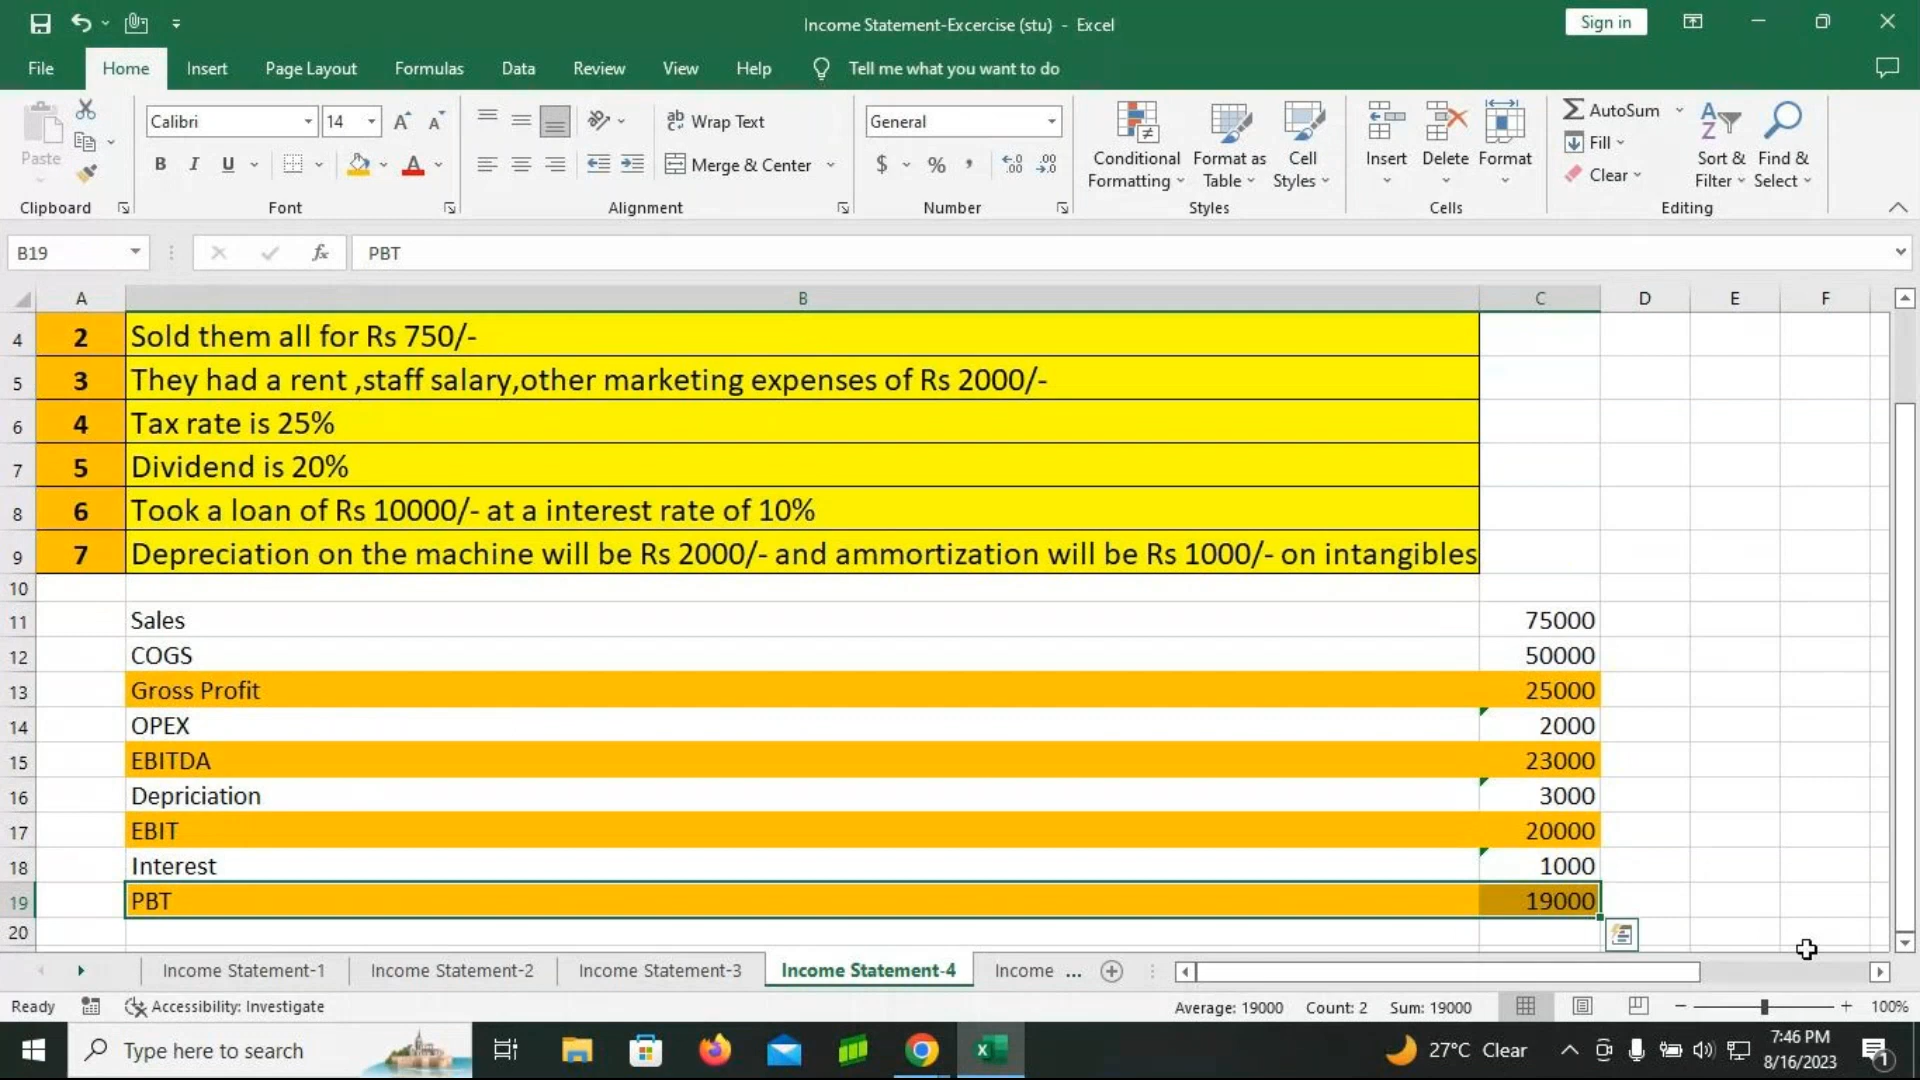 Income Statement-Excercise (stu) - Excel
Sign in
File Home Insert Page Layout Formulas Data Review View Help Tell me what you want to do
Paste
Calibri 14
B I U
ab Wrap Text
Merge & Center
General
$ % ,
Conditional Formatting
Format as Table
Cell Styles
Insert Delete Format
AutoSum
Fill
Clear
Sort & Filter
Find & Select
Clipboard Font Alignment Number Styles Cells Editing
B19 fx PBT
A B C D E F
4 2 Sold them all for Rs 750/-
5 3 They had a rent ,staff salary,other marketing expenses of Rs 2000/-
6 4 Tax rate is 25%
7 5 Dividend is 20%
8 6 Took a loan of Rs 10000/- at a interest rate of 10%
9 7 Depreciation on the machine will be Rs 2000/- and ammortization will be Rs 1000/- on intangibles
10
11 Sales 75000
12 COGS 50000
13 Gross Profit 25000
14 OPEX 2000
15 EBITDA 23000
16 Depriciation 3000
17 EBIT 20000
18 Interest 1000
19 PBT 19000
20
Income Statement-1 Income Statement-2 Income Statement-3 Income Statement-4 Income ...
Ready Accessibility: Investigate Average: 19000 Count: 2 Sum: 19000 100%
Type here to search 27°C Clear 7:46 PM
8/16/2023
1